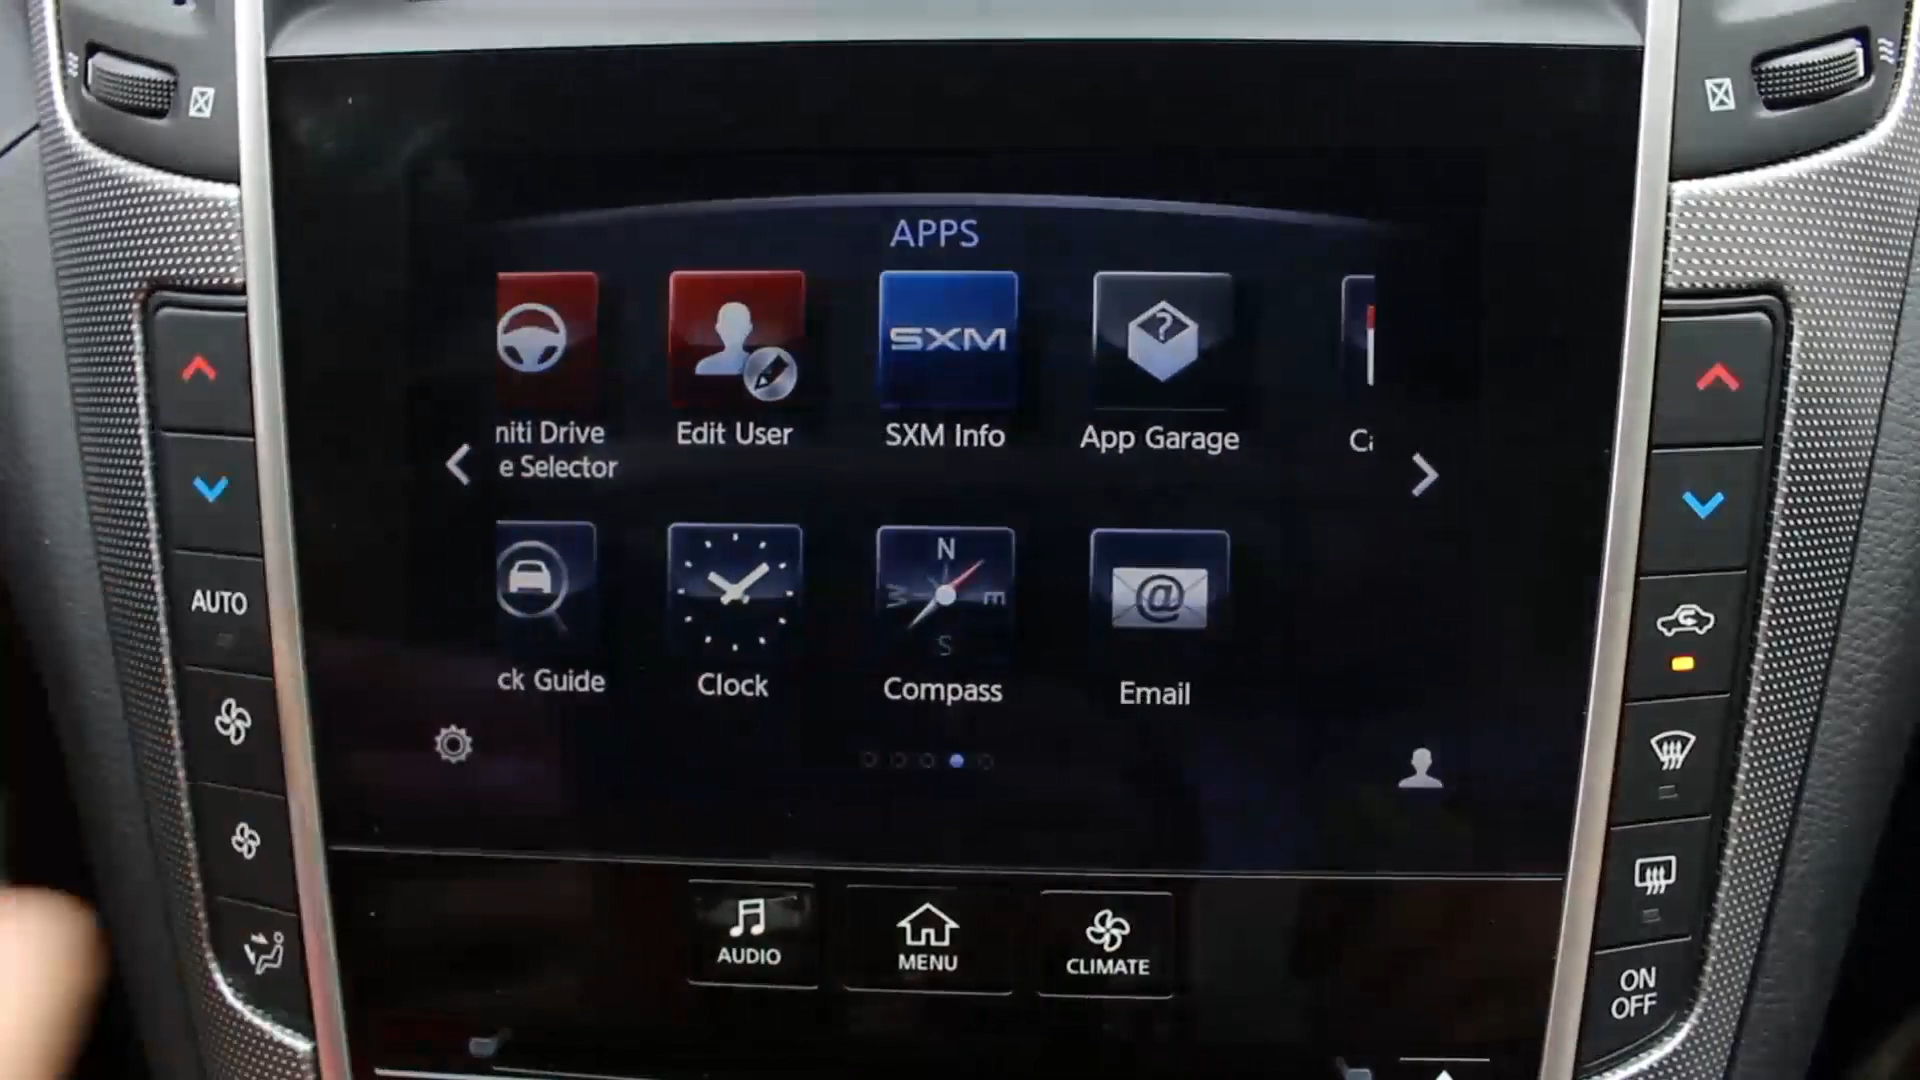 APPS
SXM
niti Drive
e Selector
Edit User
SXM Info
App Garage
N
W
E
S
@
ck Guide
Clock
Compass
Email
AUTO
AUDIO
MENU
CLIMATE
ON
OFF